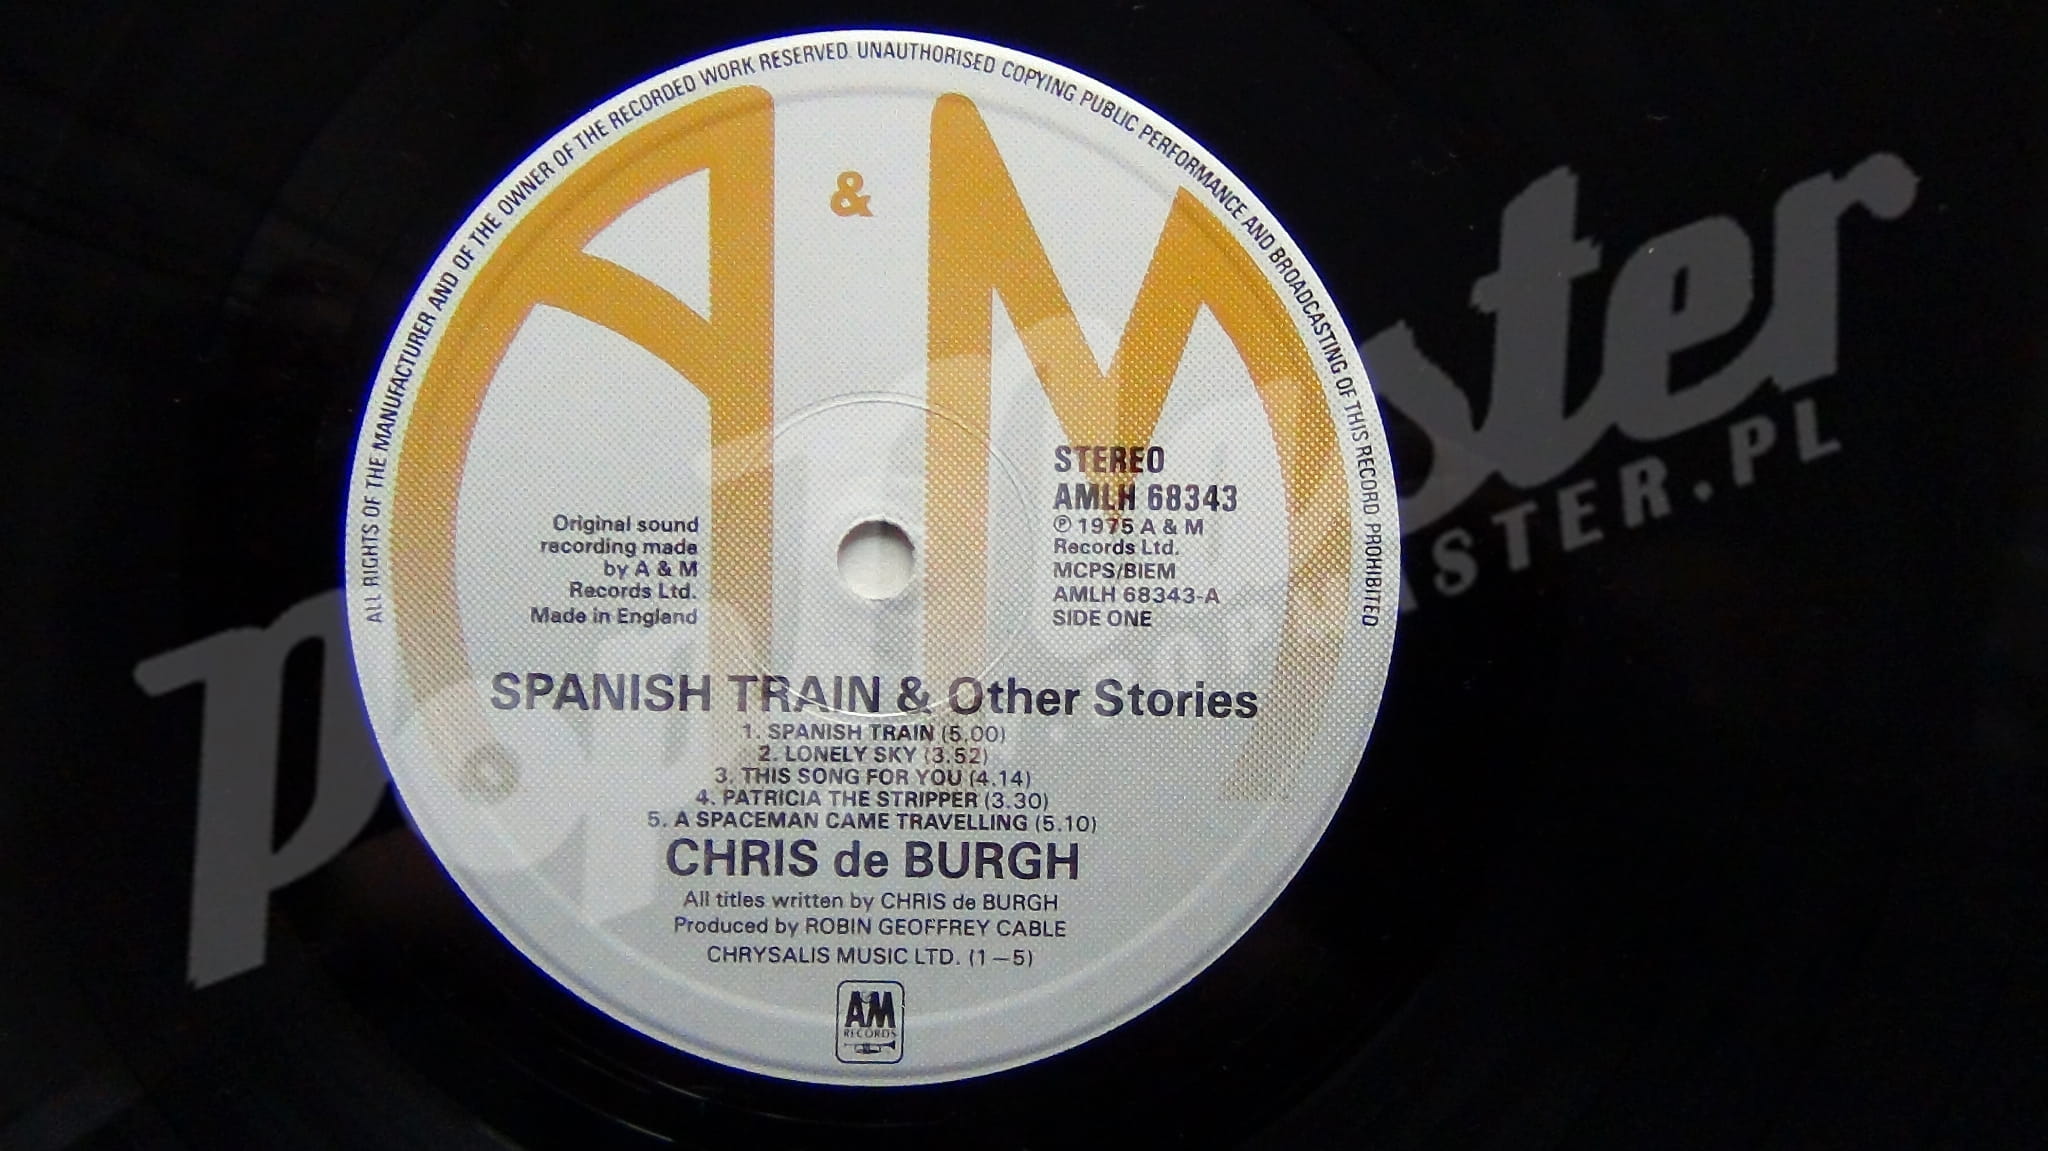 ALL RIGHTS OF THE MANUFACTURER AND OF THE OWNER OF THE RECORDED WORK RESERVED. UNAUTHORISED COPYING PUBLIC PERFORMANCE AND BROADCASTING OF THIS RECORD PROHIBITED
A & M
STEREO
AMLH 68343
Original sound
recording made
by A & M
Records Ltd.
Made in England
℗ 1975 A & M
Records Ltd.
MCPS/BIEM
AMLH 68343-A
SIDE ONE
SPANISH TRAIN & Other Stories
1. SPANISH TRAIN (5.00)
2. LONELY SKY (3.52)
3. THIS SONG FOR YOU (4.14)
4. PATRICIA THE STRIPPER (3.30)
5. A SPACEMAN CAME TRAVELLING (5.10)
CHRIS de BURGH
All titles written by CHRIS de BURGH
Produced by ROBIN GEOFFREY CABLE
CHRYSALIS MUSIC LTD. (1–5)
AM
RECORDS